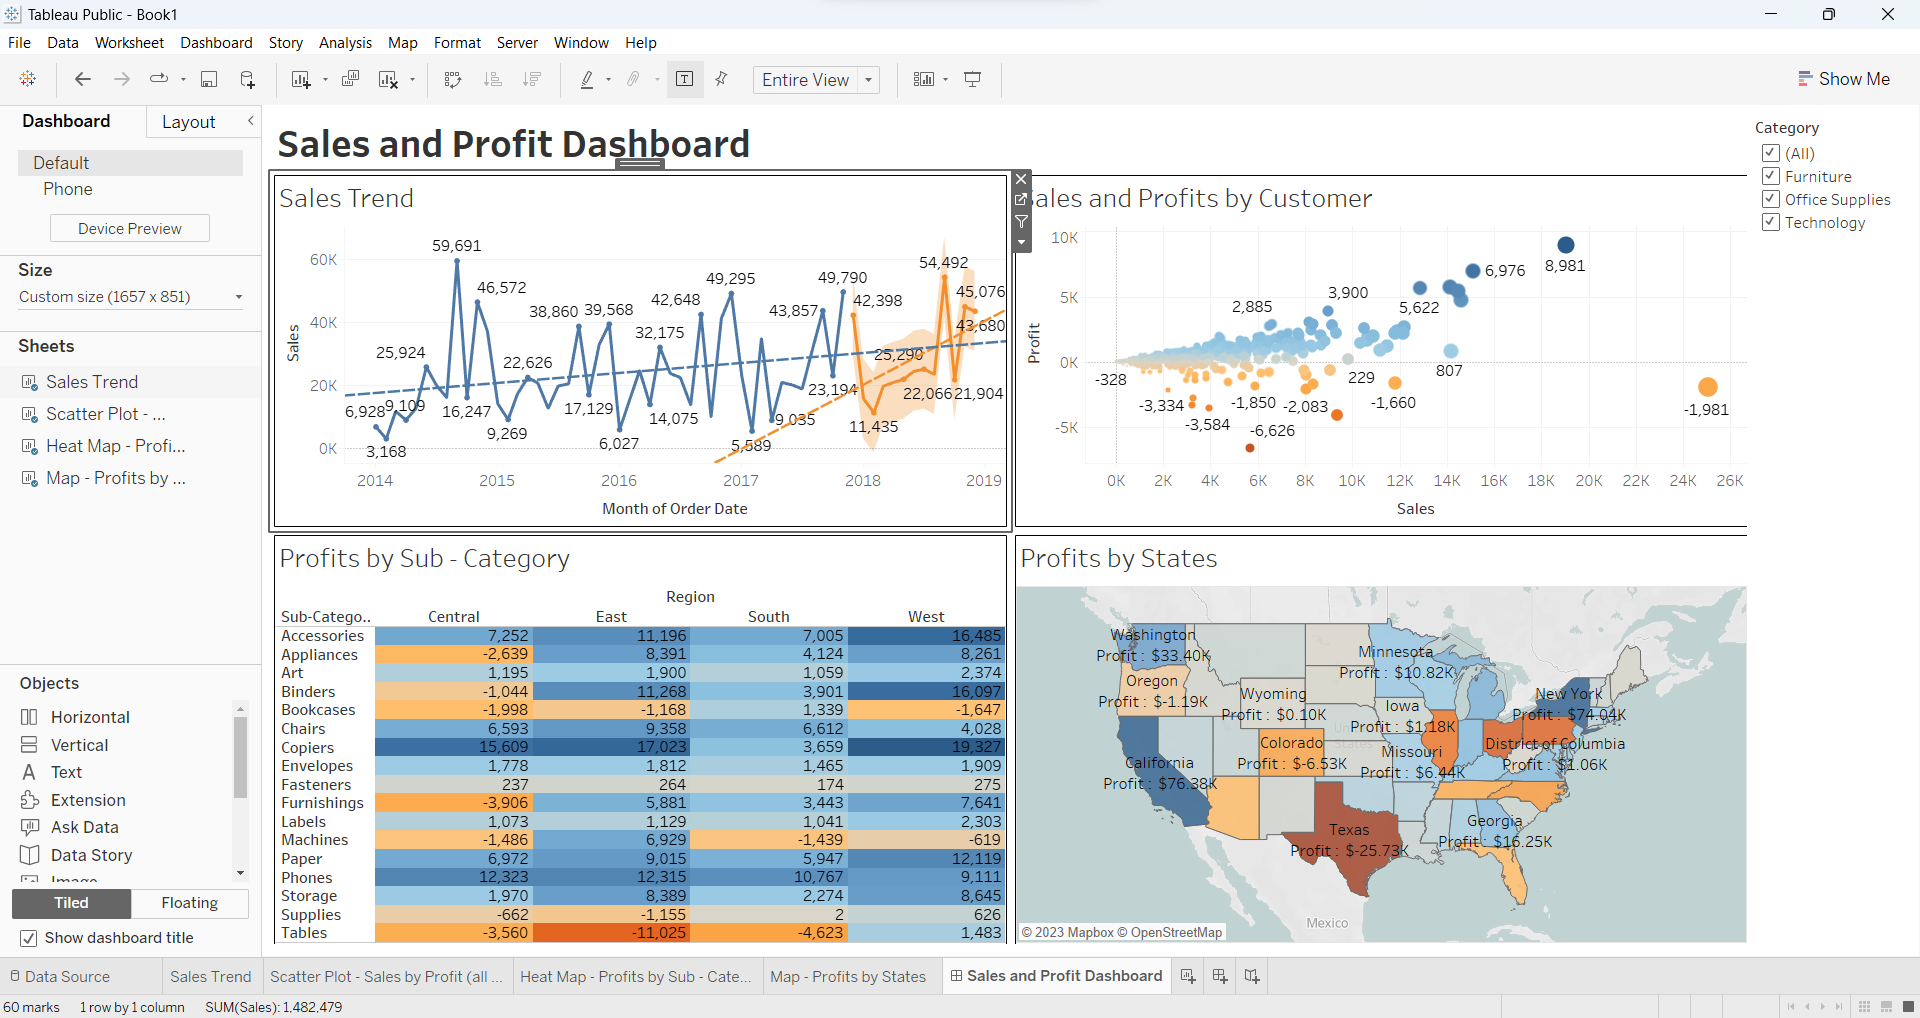 Tableau Public - Book1
File Data Worksheet Dashboard Story Analysis Map Format Server Window Help
Entire View
Show Me
Dashboard Layout
Default
Phone
Device Preview
Size
Custom size (1657 x 851)
Sheets
Sales Trend
Scatter Plot - ...
Heat Map - Profi...
Map - Profits by ...
Objects
Horizontal
Vertical
Text
Extension
Ask Data
Data Story
Image
Tiled Floating
Show dashboard title
Sales and Profit Dashboard
Sales Trend
Sales
60K
40K
20K
0K
59,691
46,572
25,924
6,928
9,109
3,168
16,247
22,626
9,269
38,860
39,568
17,129
6,027
32,175
42,648
14,075
49,295
5,589
43,857
9,035
49,790
23,194
42,398
25,290
11,435
54,492
45,076
43,680
22,066
21,904
2014 2015 2016 2017 2018 2019
Month of Order Date
Sales and Profits by Customer
Profit
10K
5K
0K
-5K
8,981
6,976
5,622
3,900
2,885
-328
229
807
-3,334
-3,584
-1,850
-2,083
-6,626
-1,660
-1,981
0K 2K 4K 6K 8K 10K 12K 14K 16K 18K 20K 22K 24K 26K
Sales
Category
(All)
Furniture
Office Supplies
Technology
Profits by Sub - Category
Region
Sub-Catego.. Central East South West
Accessories 7,252 11,196 7,005 16,485
Appliances -2,639 8,391 4,124 8,261
Art 1,195 1,900 1,059 2,374
Binders -1,044 11,268 3,901 16,097
Bookcases -1,998 -1,168 1,339 -1,647
Chairs 6,593 9,358 6,612 4,028
Copiers 15,609 17,023 3,659 19,327
Envelopes 1,778 1,812 1,465 1,909
Fasteners 237 264 174 275
Furnishings -3,906 5,881 3,443 7,641
Labels 1,073 1,129 1,041 2,303
Machines -1,486 6,929 -1,439 -619
Paper 6,972 9,015 5,947 12,119
Phones 12,323 12,315 10,767 9,111
Storage 1,970 8,389 2,274 8,645
Supplies -662 -1,155 2 626
Tables -3,560 -11,025 -4,623 1,483
Profits by States
Washington
Profit : $33.40K
Oregon
Profit : $-1.19K
Wyoming
Profit : $0.10K
Minnesota
Profit : $10.82K
Iowa
Profit : $1.18K
New York
Profit : $74.04K
Colorado
Profit : $-6.53K
United States
Missouri
Profit : $6.44K
District of Columbia
Profit : $1.06K
California
Profit : $76.38K
Texas
Profit : $-25.73K
Georgia
Profit : $16.25K
Mexico
© 2023 Mapbox © OpenStreetMap
Data Source
Sales Trend
Scatter Plot - Sales by Profit (all ...
Heat Map - Profits by Sub - Cate...
Map - Profits by States
Sales and Profit Dashboard
60 marks 1 row by 1 column SUM(Sales): 1,482,479